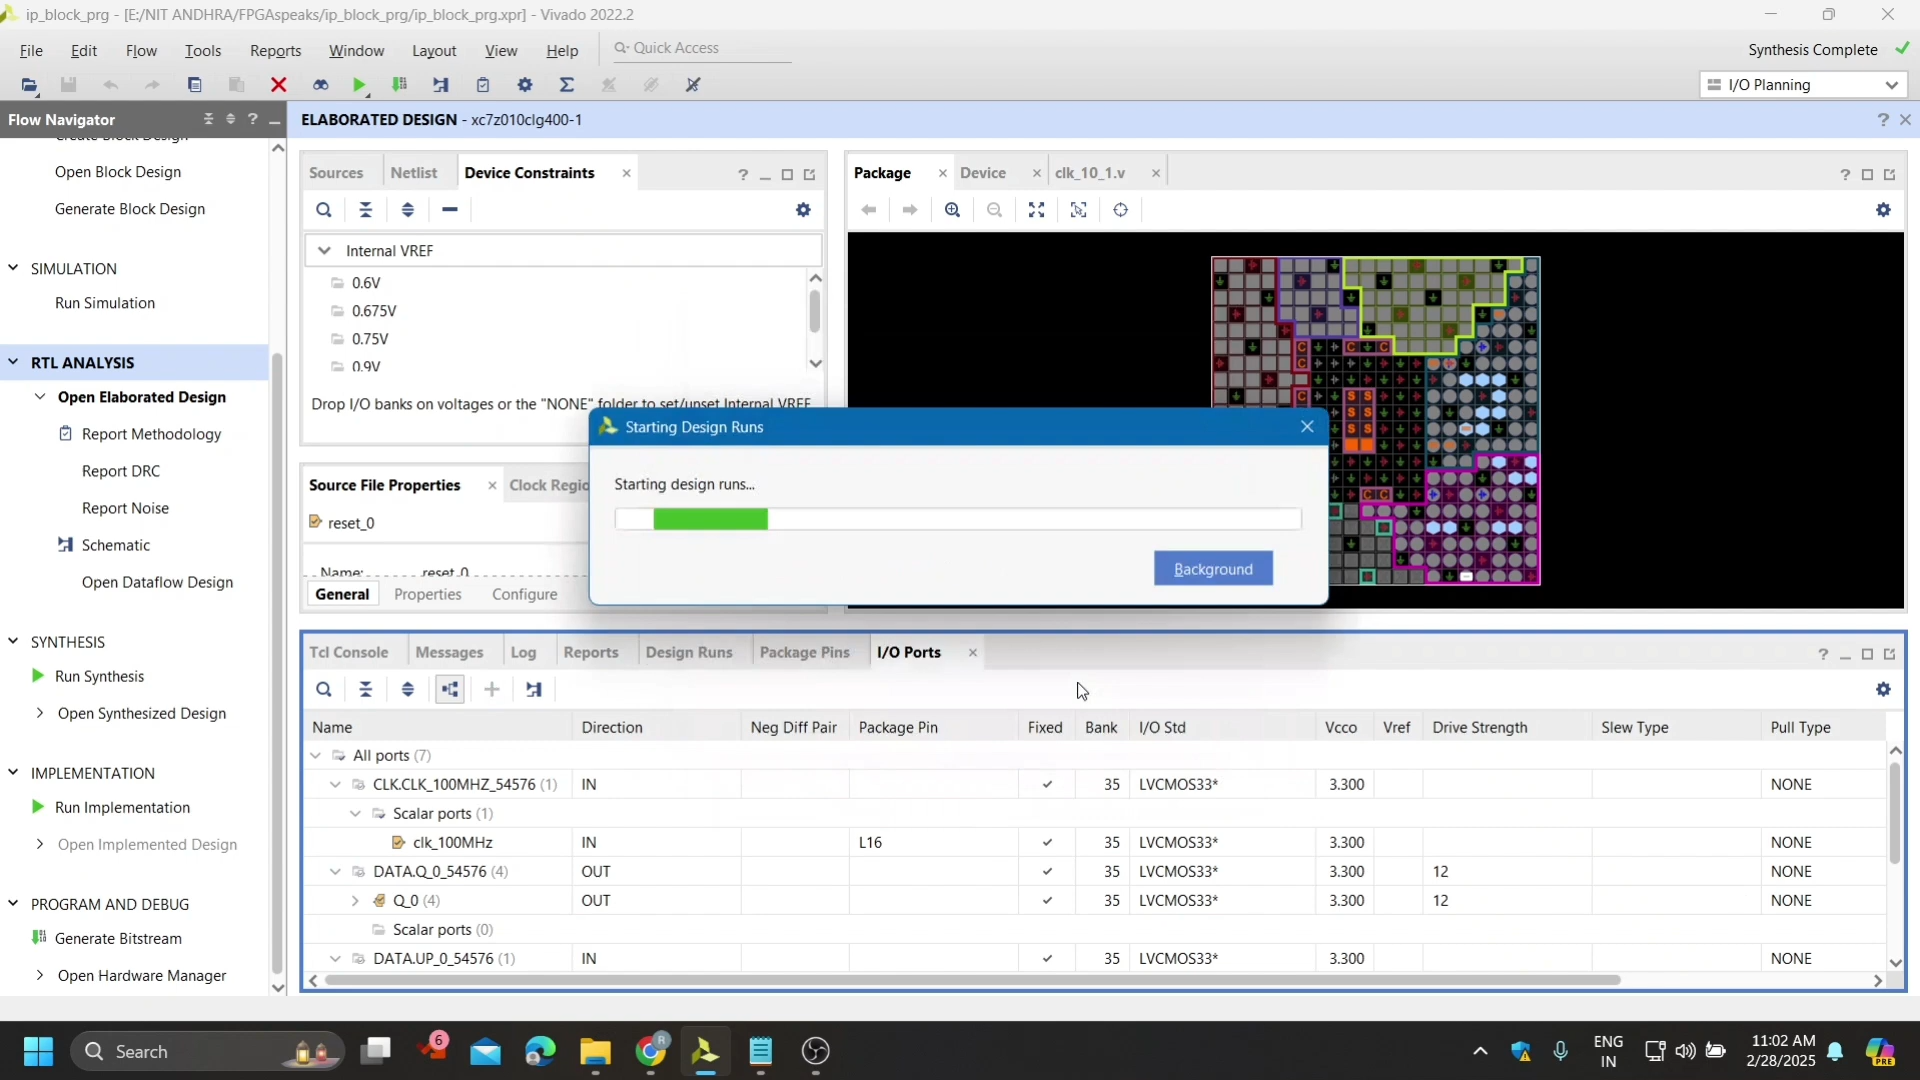 ip_block_prg - [E:/NIT ANDHRA/FPGAspeaks/ip_block_prg/ip_block_prg.xpr] - Vivado 2022.2
File Edit Flow Tools Reports Window Layout View Help Quick Access
Synthesis Complete
I/O Planning
Flow Navigator
ELABORATED DESIGN - xc7z010clg400-1
Create Block Design
Open Block Design
Generate Block Design
SIMULATION
Run Simulation
RTL ANALYSIS
Open Elaborated Design
Report Methodology
Report DRC
Report Noise
Schematic
Open Dataflow Design
SYNTHESIS
Run Synthesis
Open Synthesized Design
IMPLEMENTATION
Run Implementation
Open Implemented Design
PROGRAM AND DEBUG
Generate Bitstream
Open Hardware Manager
Sources Netlist Device Constraints
Internal VREF
0.6V
0.675V
0.75V
0.9V
Drop I/O banks on voltages or the "NONE" folder to set/unset Internal VREF
Source File Properties Clock Regio
reset_0
Name: reset_0
General Properties Configure
Package Device clk_10_1.v
Starting Design Runs
Starting design runs...
Background
Tcl Console Messages Log Reports Design Runs Package Pins I/O Ports
Name Direction Neg Diff Pair Package Pin Fixed Bank I/O Std Vcco Vref Drive Strength Slew Type Pull Type
All ports (7)
CLK.CLK_100MHZ_54576 (1) IN 35 LVCMOS33* 3.300 NONE
Scalar ports (1)
clk_100MHz IN L16 35 LVCMOS33* 3.300 NONE
DATA.Q_0_54576 (4) OUT 35 LVCMOS33* 3.300 12 NONE
Q_0 (4) OUT 35 LVCMOS33* 3.300 12 NONE
Scalar ports (0)
DATA.UP_0_54576 (1) IN 35 LVCMOS33* 3.300 NONE
Search
6
ENG
IN
11:02 AM
2/28/2025
PRE